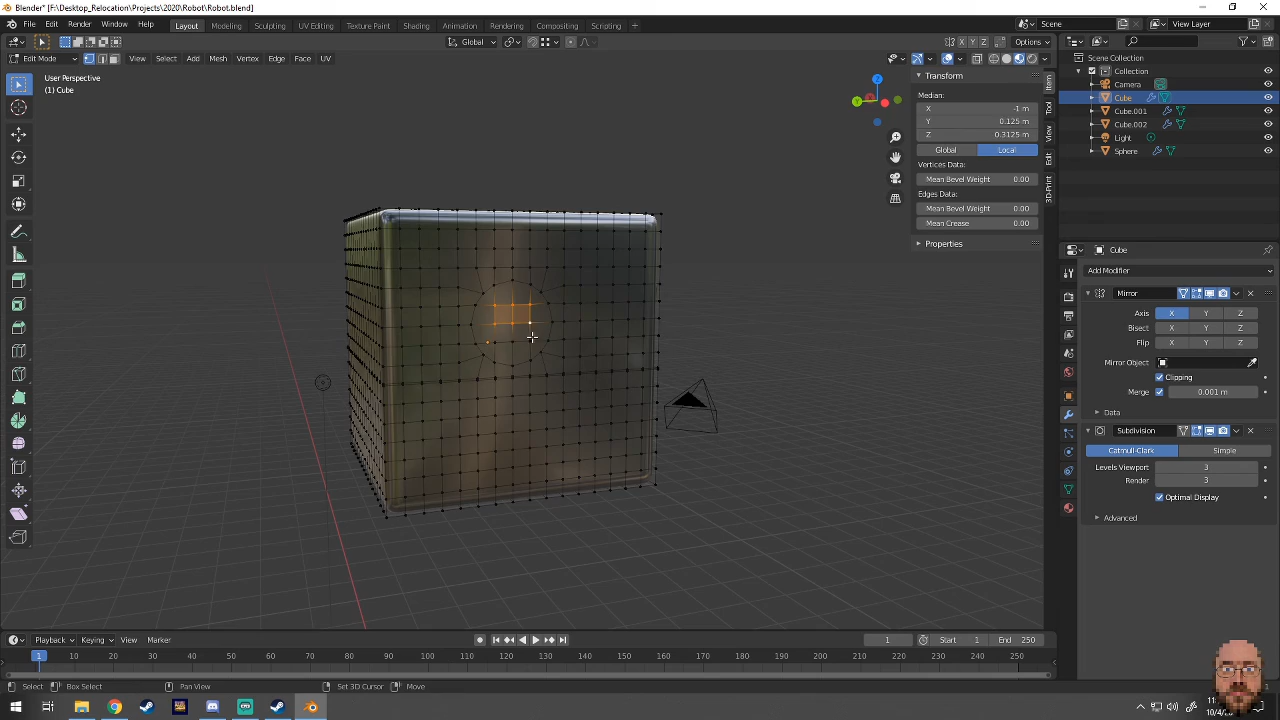 Blender* [F:\Desktop_Relocation\Projects\2020\Robot\Robot.blend]
File Edit Render Window Help Layout Modeling Sculpting UV Editing Texture Paint Shading Animation Rendering Compositing Scripting Scene View Layer
Global X Y Z Options
Edit Mode View Select Add Mesh Vertex Edge Face UV
User Perspective
(1) Cube
Z
Y
Transform
Median:
X -1 m
Y 0.125 m
Z 0.3125 m
Global Local
Vertices Data:
Mean Bevel Weight 0.00
Edges Data:
Mean Bevel Weight 0.00
Mean Crease 0.00
Properties
Item
Tool
View
Edit
3D-Print
Scene Collection
Collection
Camera
Cube
Cube.001
Cube.002
Light
Sphere
Cube
Add Modifier
Mirror
Axis X Y Z
Bisect X Y Z
Flip X Y Z
Mirror Object
Clipping
Merge 0.001 m
Data
Subdivision
Catmull-Clark Simple
Levels Viewport 3
Render 3
Optimal Display
Advanced
Playback Keying View Marker 1 Start 1 End 250
1 10 20 30 40 50 60 70 80 90 100 110 120 130 140 150 160 170 180 190 200 210 220 230 240 250
Select Box Select Pan View Set 3D Cursor Move